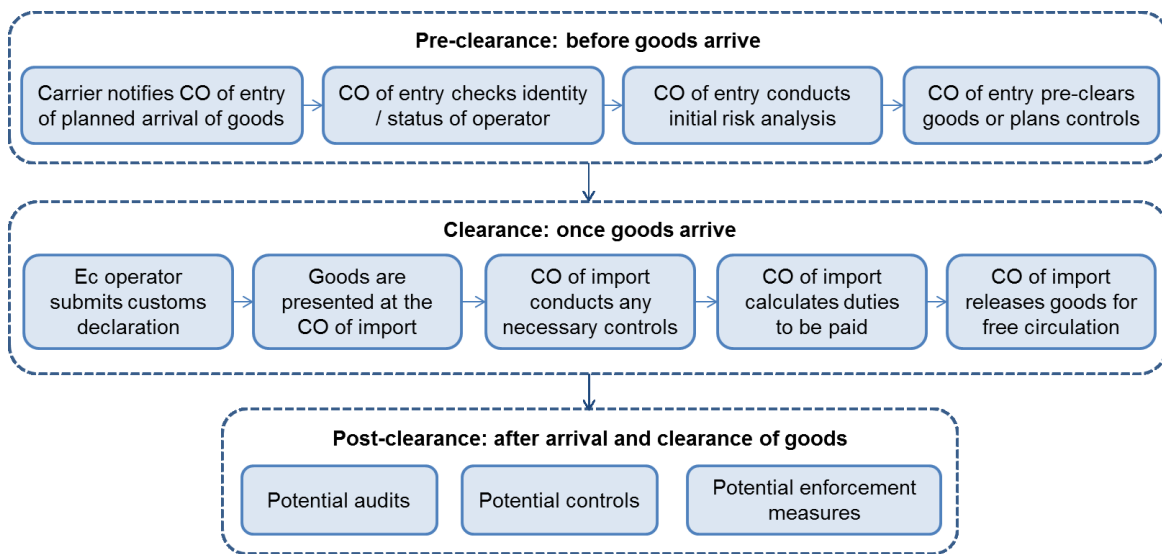 Pre-clearance: before goods arrive
Carrier notifies CO of entry
of planned arrival of goods
CO of entry checks identity
/ status of operator
CO of entry conducts
initial risk analysis
CO of entry pre-clears
goods or plans controls
Clearance: once goods arrive
Ec operator
submits customs
declaration
Goods are
presented at the
CO of import
CO of import
conducts any
necessary controls
CO of import
calculates duties
to be paid
CO of import
releases goods for
free circulation
Post-clearance: after arrival and clearance of goods
Potential audits
Potential controls
Potential enforcement
measures